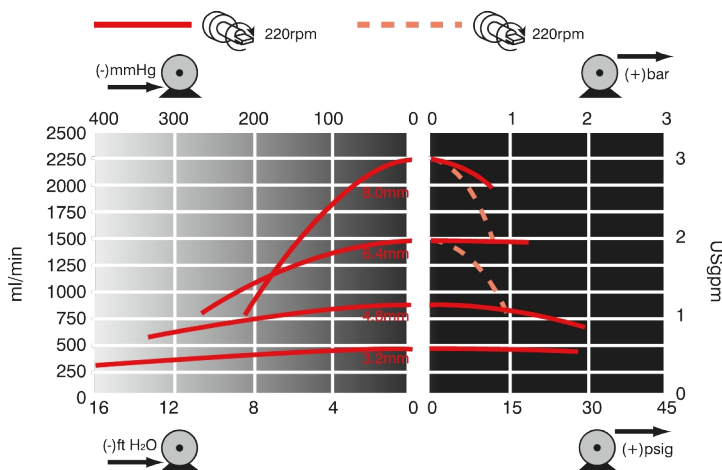 220rpm 220rpm
(-)mmHg (+)bar
400 300 200 100 0 0 1 2 3
2500
2250 3
2000
8.0mm
1750
1500 2
6.4mm
1250
1000
4.8mm
750 1
500
3.2mm
250
0 0
ml/min
USgpm
16 12 8 4 0 0 15 30 45
(-)ft H₂O (+)psig